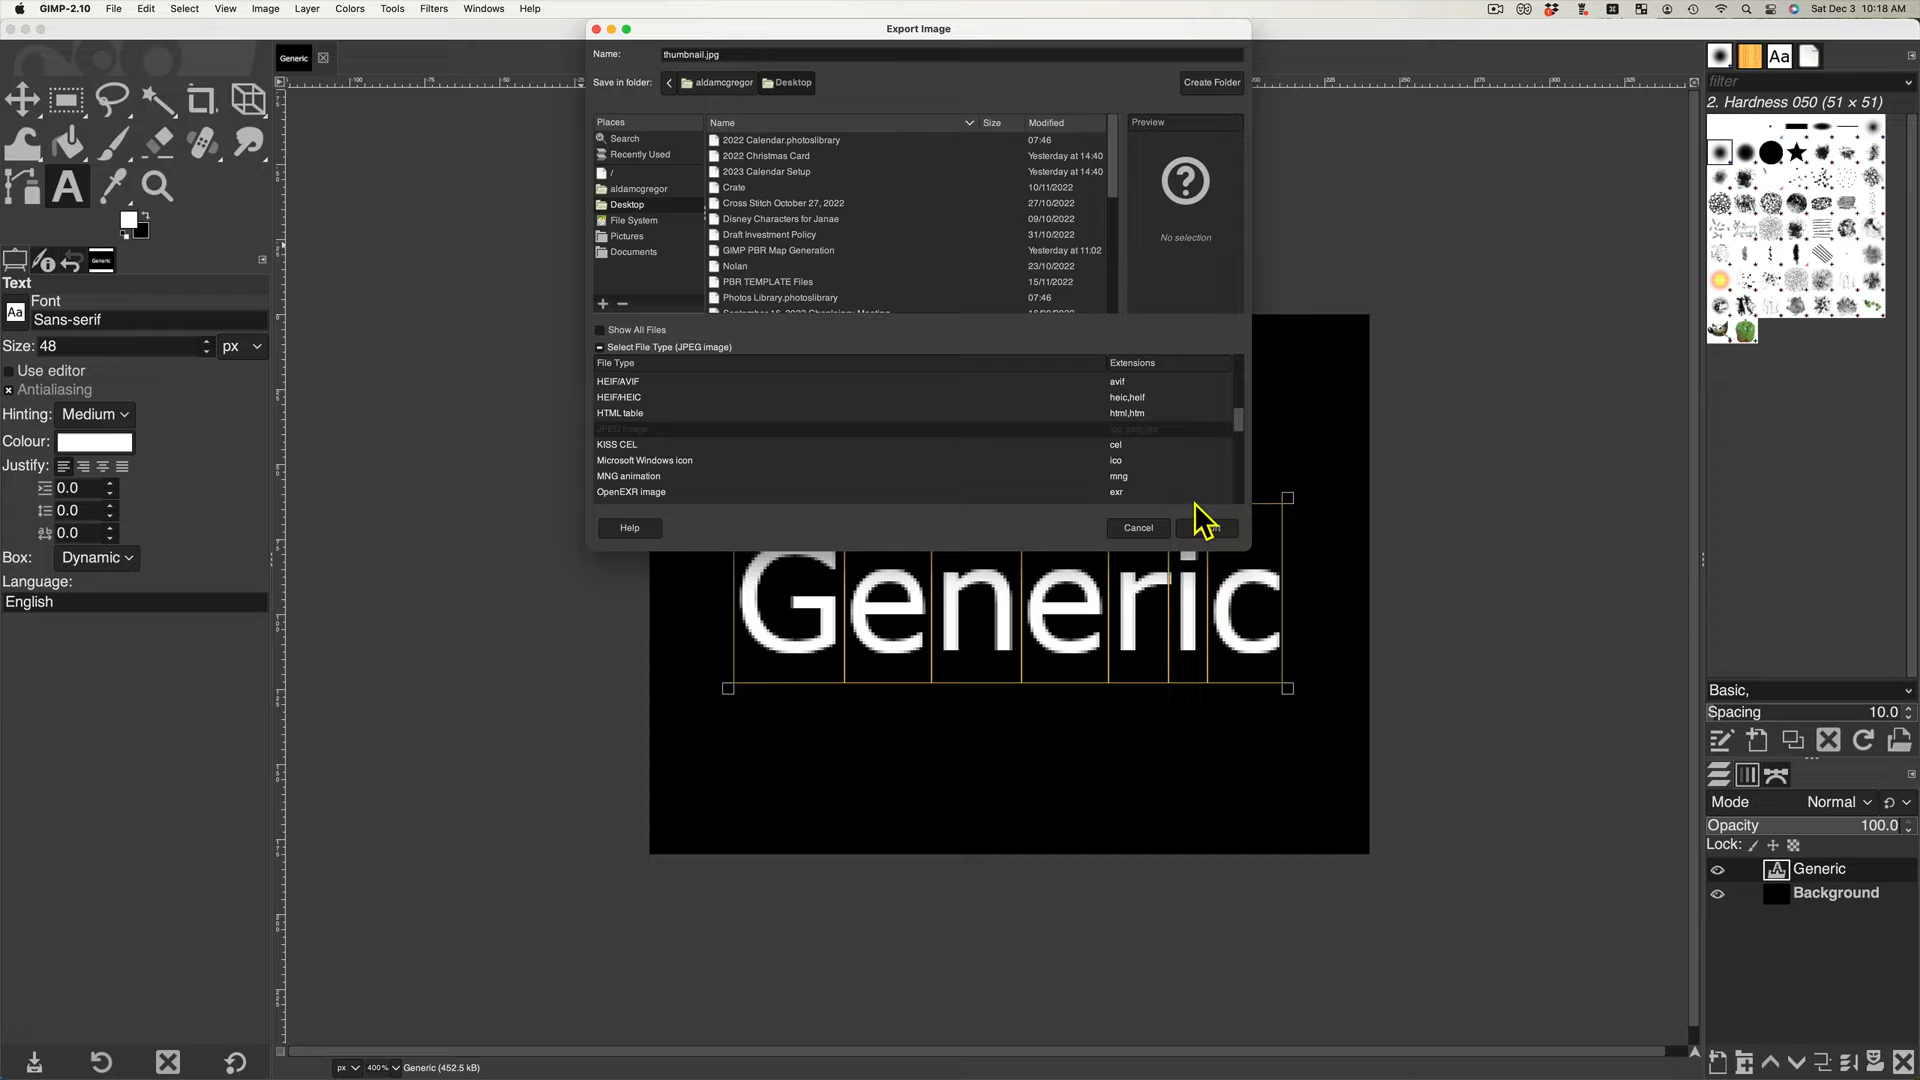 GIMP-2.10 File Edit Select View Image Layer Colors Tools Filters Windows Help Sat Dec 3 10:18 AM
Export Image
Name: thumbnail.jpg
Save in folder: aldamcgregor Desktop Create Folder
Places Name Size Modified Preview
Search
Recently Used
/
aldamcgregor
Desktop
File System
Pictures
Documents
2022 Calendar.photoslibrary 07:46
2022 Christmas Card Yesterday at 14:40
2023 Calendar Setup Yesterday at 14:40
Crate 10/11/2022
Cross Stitch October 27, 2022 27/10/2022
Disney Characters for Janae 09/10/2022
Draft Investment Policy 31/10/2022
GIMP PBR Map Generation Yesterday at 11:02
Nolan 23/10/2022
PBR TEMPLATE Files 15/11/2022
Photos Library.photoslibrary 07:46
No selection
Show All Files
Select File Type (JPEG image)
File Type Extensions
HEIF/AVIF avif
HEIF/HEIC heic,heif
HTML table html,htm
JPEG image
KISS CEL cel
Microsoft Windows icon ico
MNG animation mng
OpenEXR image exr
Help Cancel
Generic
Generic
Text
Font
Aa Sans-serif
Size: 48 px
Use editor
Antialiasing
Hinting: Medium
Colour:
Justify:
0.0
0.0
0.0
Box: Dynamic
Language:
English
px 400% Generic (452.5 kB)
Aa
filter
2. Hardness 050 (51 × 51)
Basic,
Spacing 10.0
Mode Normal
Opacity 100.0
Lock:
Generic
Background